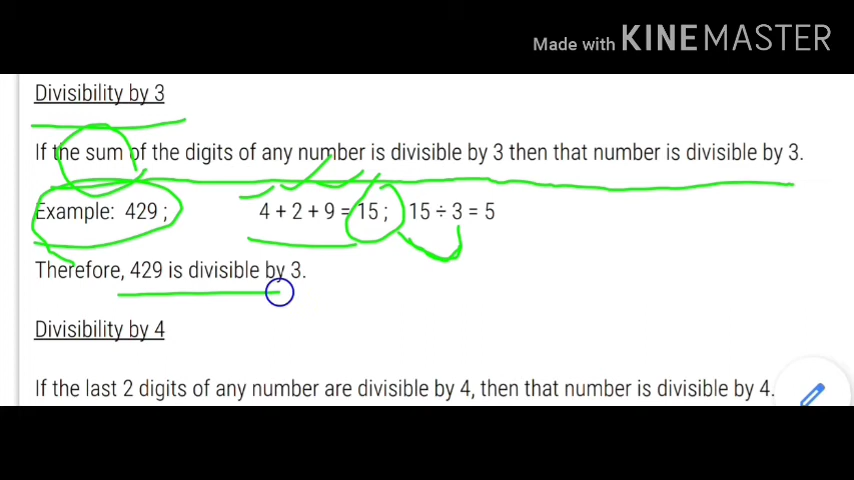 Made with KINEMASTER
Divisibility by 3
If the sum of the digits of any number is divisible by 3 then that number is divisible by 3.
Example: 429 ; 4 + 2 + 9 = 15 ; 15 ÷ 3 = 5
Therefore, 429 is divisible by 3.
Divisibility by 4
If the last 2 digits of any number are divisible by 4, then that number is divisible by 4.